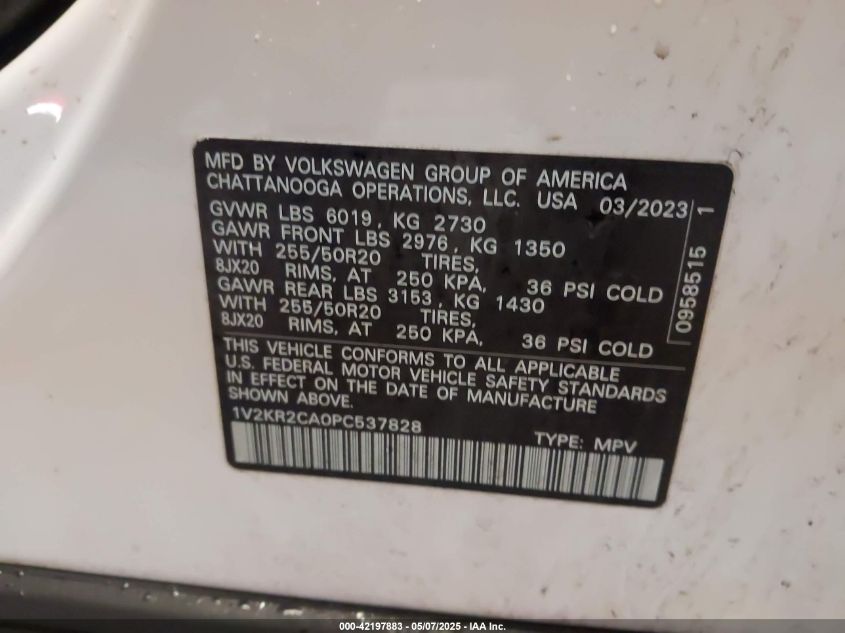 MFD BY VOLKSWAGEN GROUP OF AMERICA
CHATTANOOGA OPERATIONS, LLC. USA 03/2023
GVWR LBS 6019, KG 2730
GAWR FRONT LBS 2976, KG 1350
WITH 255/50R20 TIRES,
8JX20 RIMS, AT 250 KPA, 36 PSI COLD
GAWR REAR LBS 3153, KG 1430
WITH 255/50R20 TIRES,
8JX20 RIMS, AT 250 KPA, 36 PSI COLD
0958515 1
THIS VEHICLE CONFORMS TO ALL APPLICABLE
U.S. FEDERAL MOTOR VEHICLE SAFETY STANDARDS
IN EFFECT ON THE DATE OF MANUFACTURE
SHOWN ABOVE.
1V2KR2CA0PC537828 TYPE: MPV
000-42197883 - 05/07/2025 - IAA Inc.